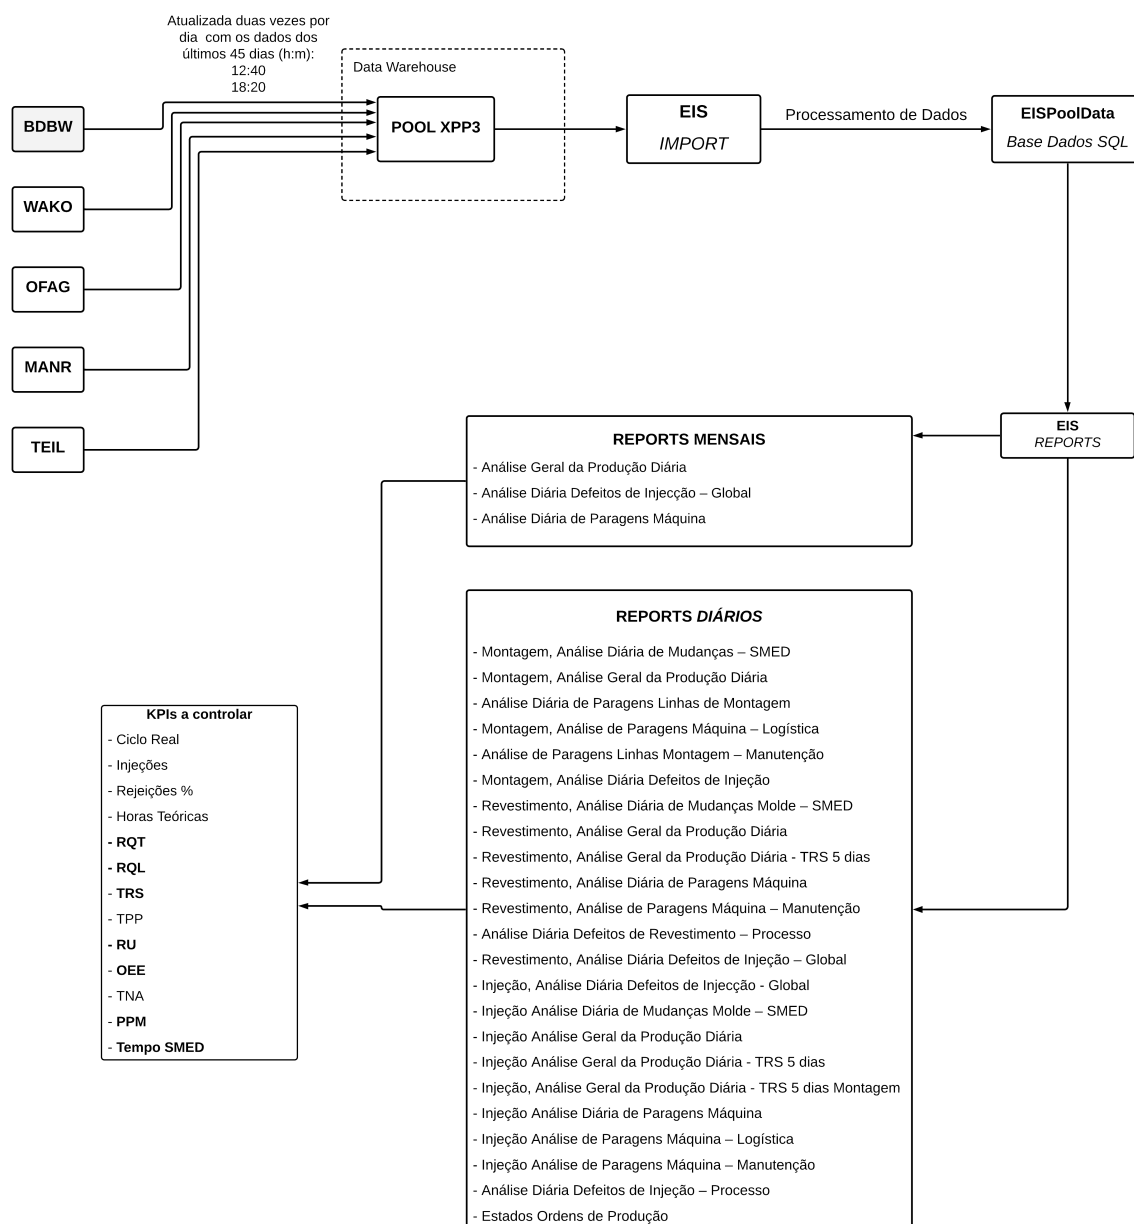 Atualizada duas vezes por
dia com os dados dos
últimos 45 dias (h:m):
12:40
18:20
Data Warehouse
BDBW
POOL XPP3
EIS
IMPORT
Processamento de Dados
EISPoolData
Base Dados SQL
WAKO
OFAG
MANR
TEIL
EIS
REPORTS
REPORTS MENSAIS
- Análise Geral da Produção Diária
- Análise Diária Defeitos de Injecção – Global
- Análise Diária de Paragens Máquina
REPORTS DIÁRIOS
- Montagem, Análise Diária de Mudanças – SMED
- Montagem, Análise Geral da Produção Diária
- Análise Diária de Paragens Linhas de Montagem
- Montagem, Análise de Paragens Máquina – Logística
- Análise de Paragens Linhas Montagem – Manutenção
- Montagem, Análise Diária Defeitos de Injeção
- Revestimento, Análise Diária de Mudanças Molde – SMED
- Revestimento, Análise Geral da Produção Diária
- Revestimento, Análise Geral da Produção Diária - TRS 5 dias
- Revestimento, Análise Diária de Paragens Máquina
- Revestimento, Análise de Paragens Máquina – Manutenção
- Análise Diária Defeitos de Revestimento – Processo
- Revestimento, Análise Diária Defeitos de Injeção – Global
- Injeção, Análise Diária Defeitos de Injecção - Global
- Injeção Análise Diária de Mudanças Molde – SMED
- Injeção Análise Geral da Produção Diária
- Injeção Análise Geral da Produção Diária - TRS 5 dias
- Injeção, Análise Geral da Produção Diária - TRS 5 dias Montagem
- Injeção Análise Diária de Paragens Máquina
- Injeção Análise de Paragens Máquina – Logística
- Injeção Análise de Paragens Máquina – Manutenção
- Análise Diária Defeitos de Injeção – Processo
- Estados Ordens de Produção
KPIs a controlar
- Ciclo Real
- Injeções
- Rejeições %
- Horas Teóricas
- RQT
- RQL
- TRS
- TPP
- RU
- OEE
- TNA
- PPM
- Tempo SMED